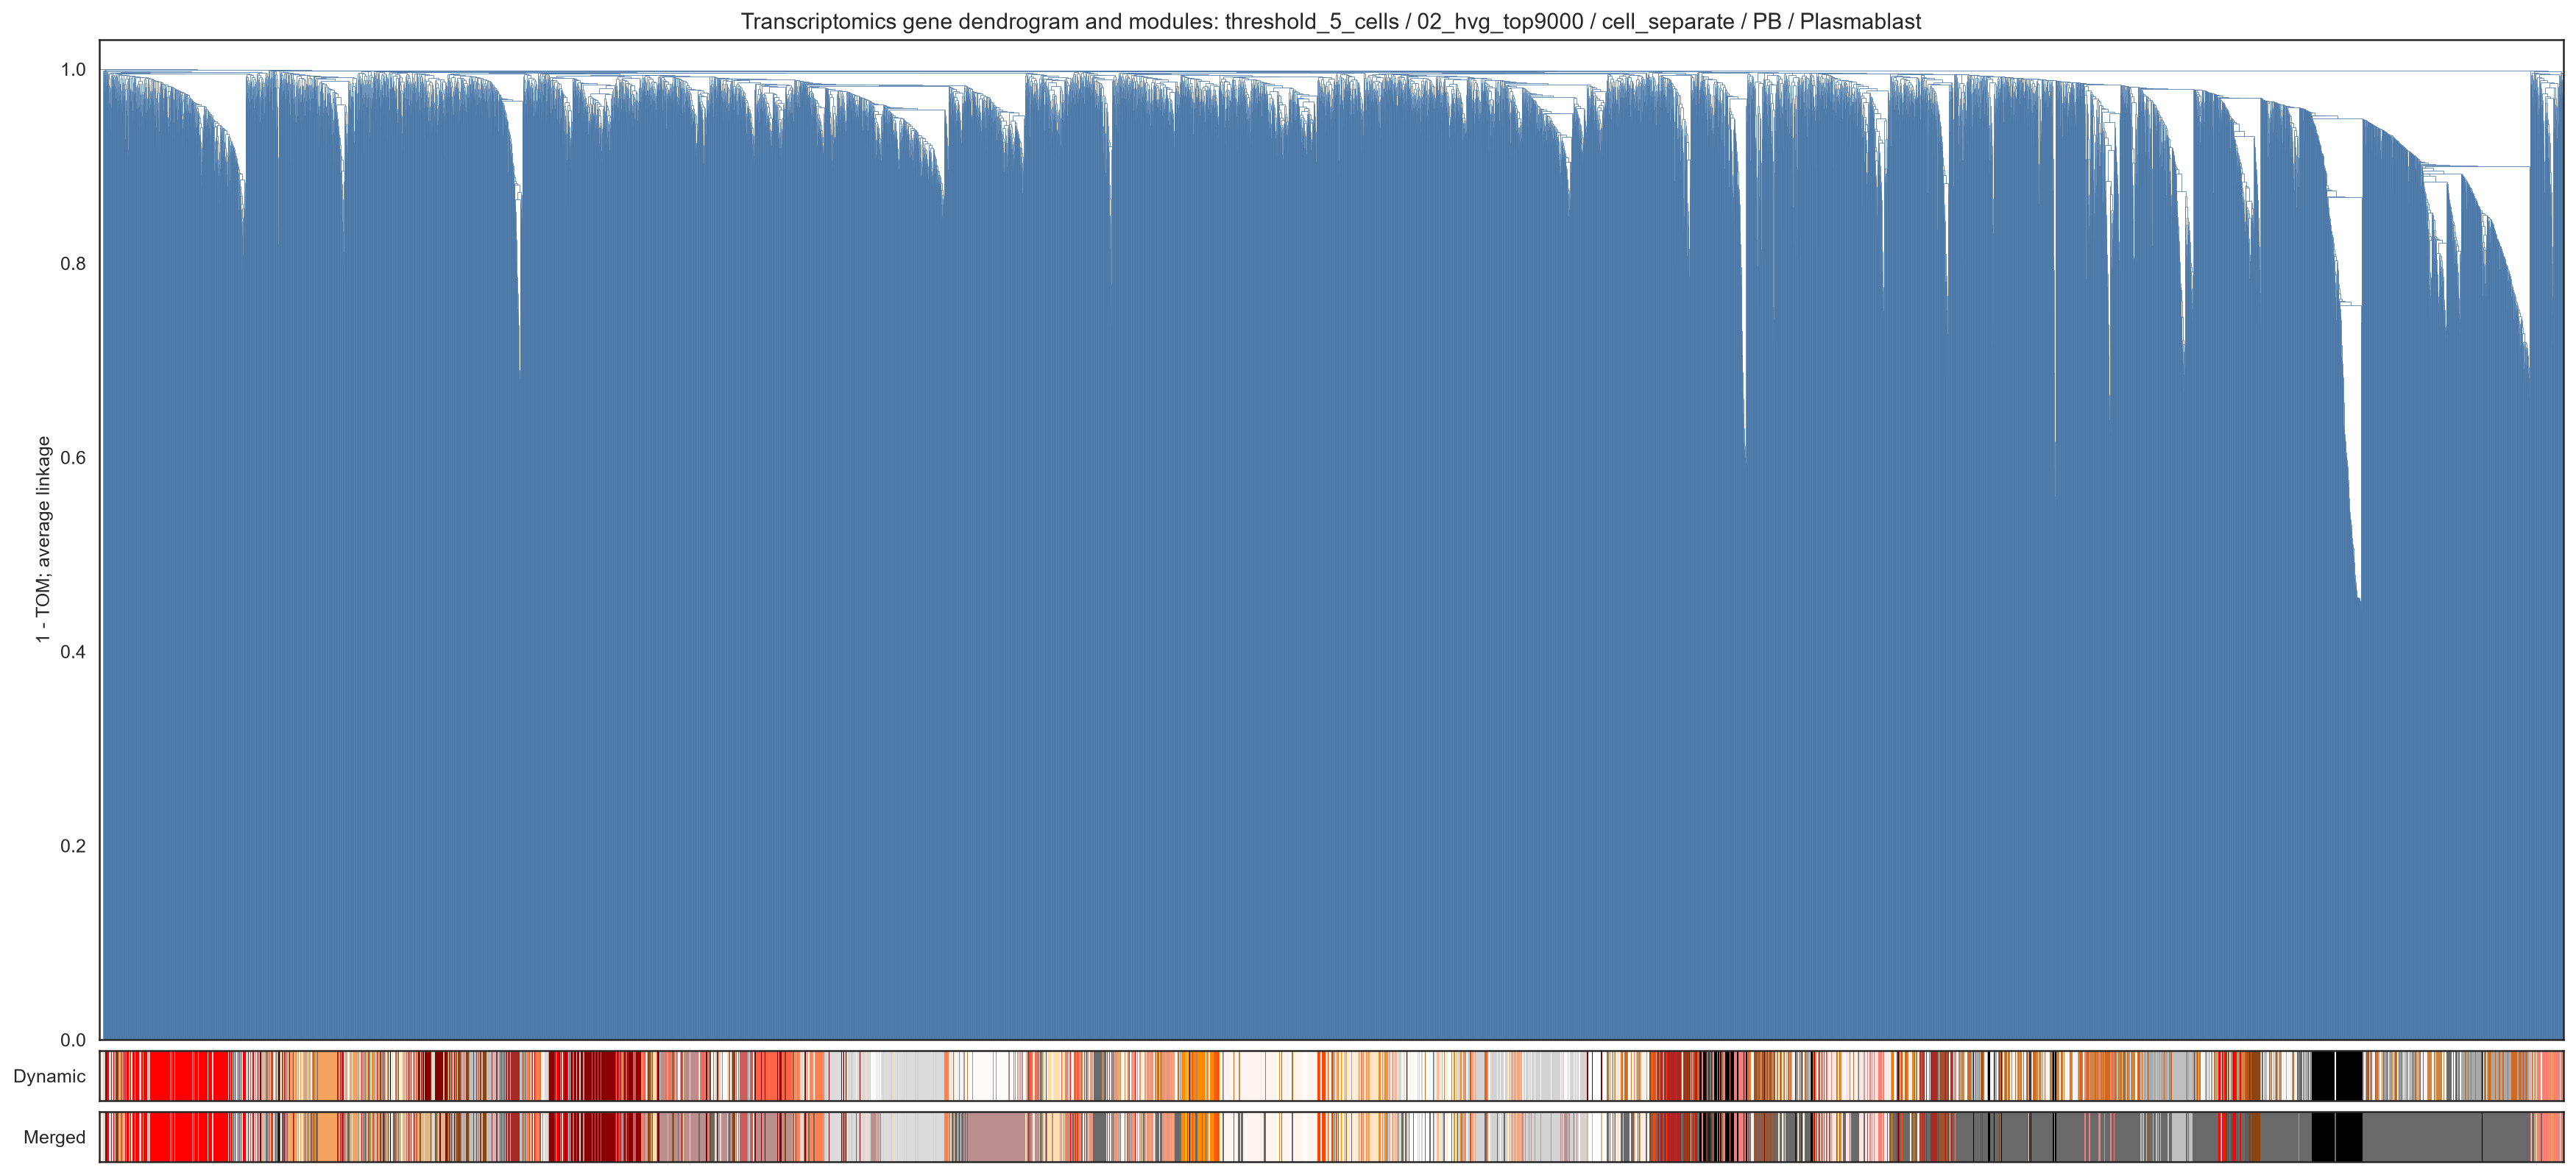 Transcriptomics gene dendrogram and modules: threshold_5_cells / 02_hvg_top9000 / cell_separate / PB / Plasmablast
1.0
0.8
0.6
0.4
0.2
0.0
1 - TOM; average linkage
Dynamic
Merged